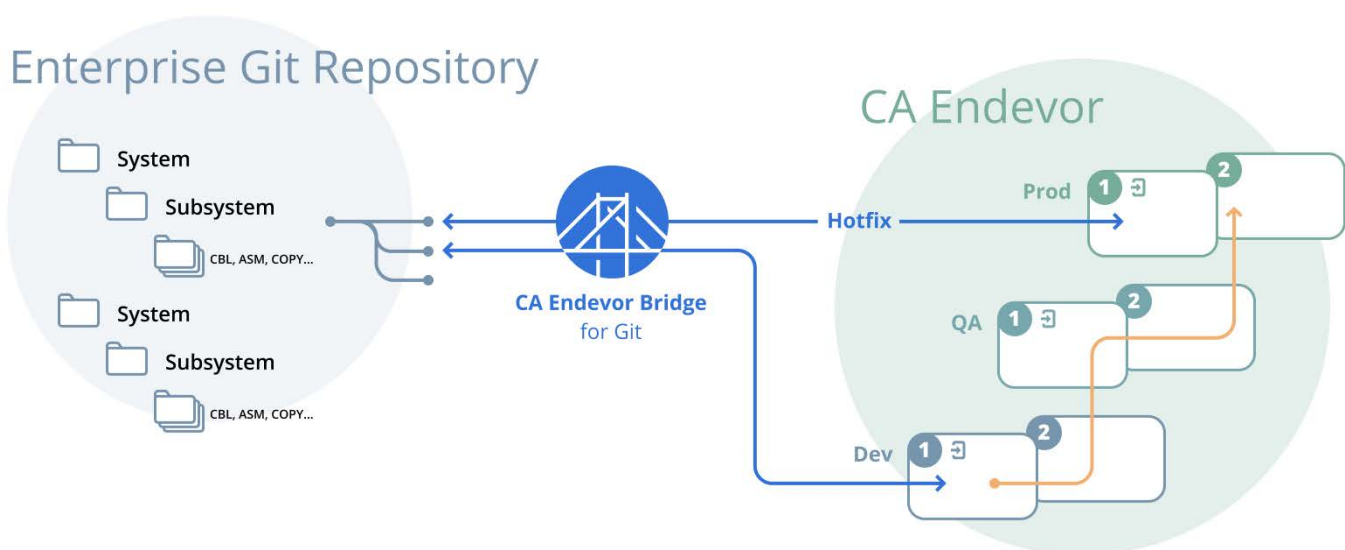 Enterprise Git Repository
System
Subsystem
CBL, ASM, COPY...
System
Subsystem
CBL, ASM, COPY...
CA Endevor Bridge
for Git
Hotfix
CA Endevor
Prod
1
2
QA
1
2
Dev
1
2